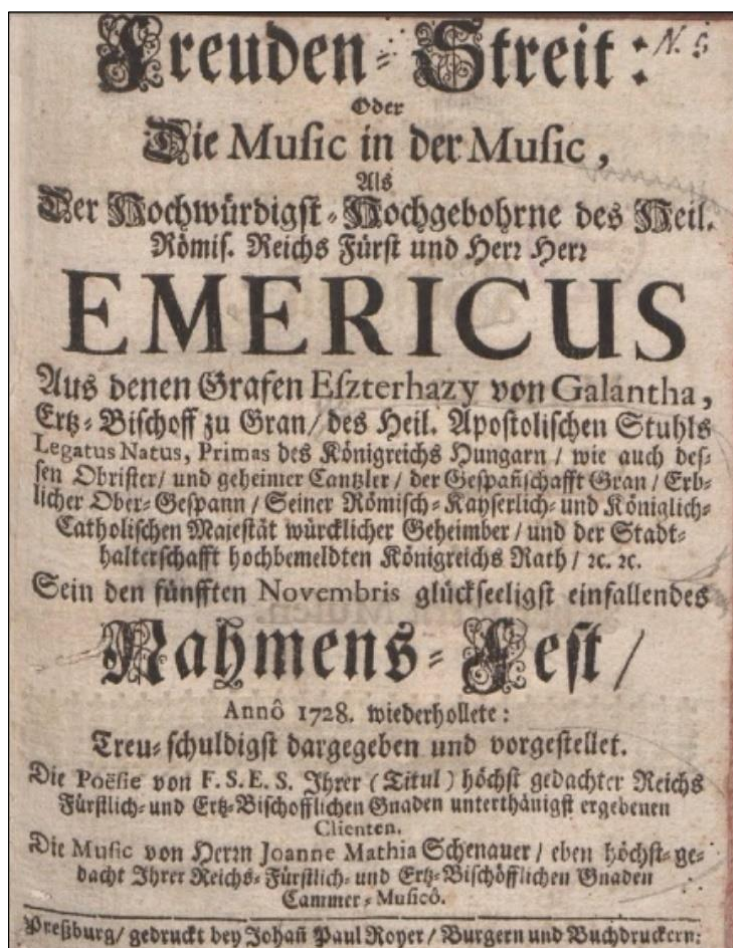 Freuden-Streit: N. 5
Oder
Die Music in der Music,
Als
Der Hochwürdigst-Hochgebohrne des Heil.
Römis. Reichs Fürst und Herr Herr
EMERICUS
Aus denen Grafen Eszterhazy von Galantha,
Ertz-Bischoff zu Gran/ des Heil. Apostolischen Stuhls
Legatus Natus, Primas des Königreichs Hungarn / wie auch des-
sen Obrister/ und geheimer Cantzler / der Gespañschafft Gran / Erb-
licher Ober-Gespann / Seiner Römisch-Kayserlich- und Königlich-
Catholischen Majestät würcklicher Geheimber / und der Stadt-
halterschafft hochbemeldten Königreichs Rath / ꝛc. ꝛc.
Sein den fünfften Novembris glückseeligst einfallendes
Nahmens-Fest /
Annô 1728. wiederhollete:
Treu-schuldigst dargegeben und vorgestellet.
Die Poësie von F. S. E. S. Ihrer (Titul) höchst gedachter Reichs
Fürstlich- und Ertz-Bischofflichen Gnaden unterthänigst ergebenen
Clienten.
Die Music von Herrn Joanne Mathia Schenauer / eben höchst-ge-
dacht Ihrer Reichs-Fürstlich- und Ertz-Bischöfflichen Gnaden
Cammer-Musicô.
Preßburg/ gedruckt bey Johañ Paul Royer / Burgern und Buchdruckern: